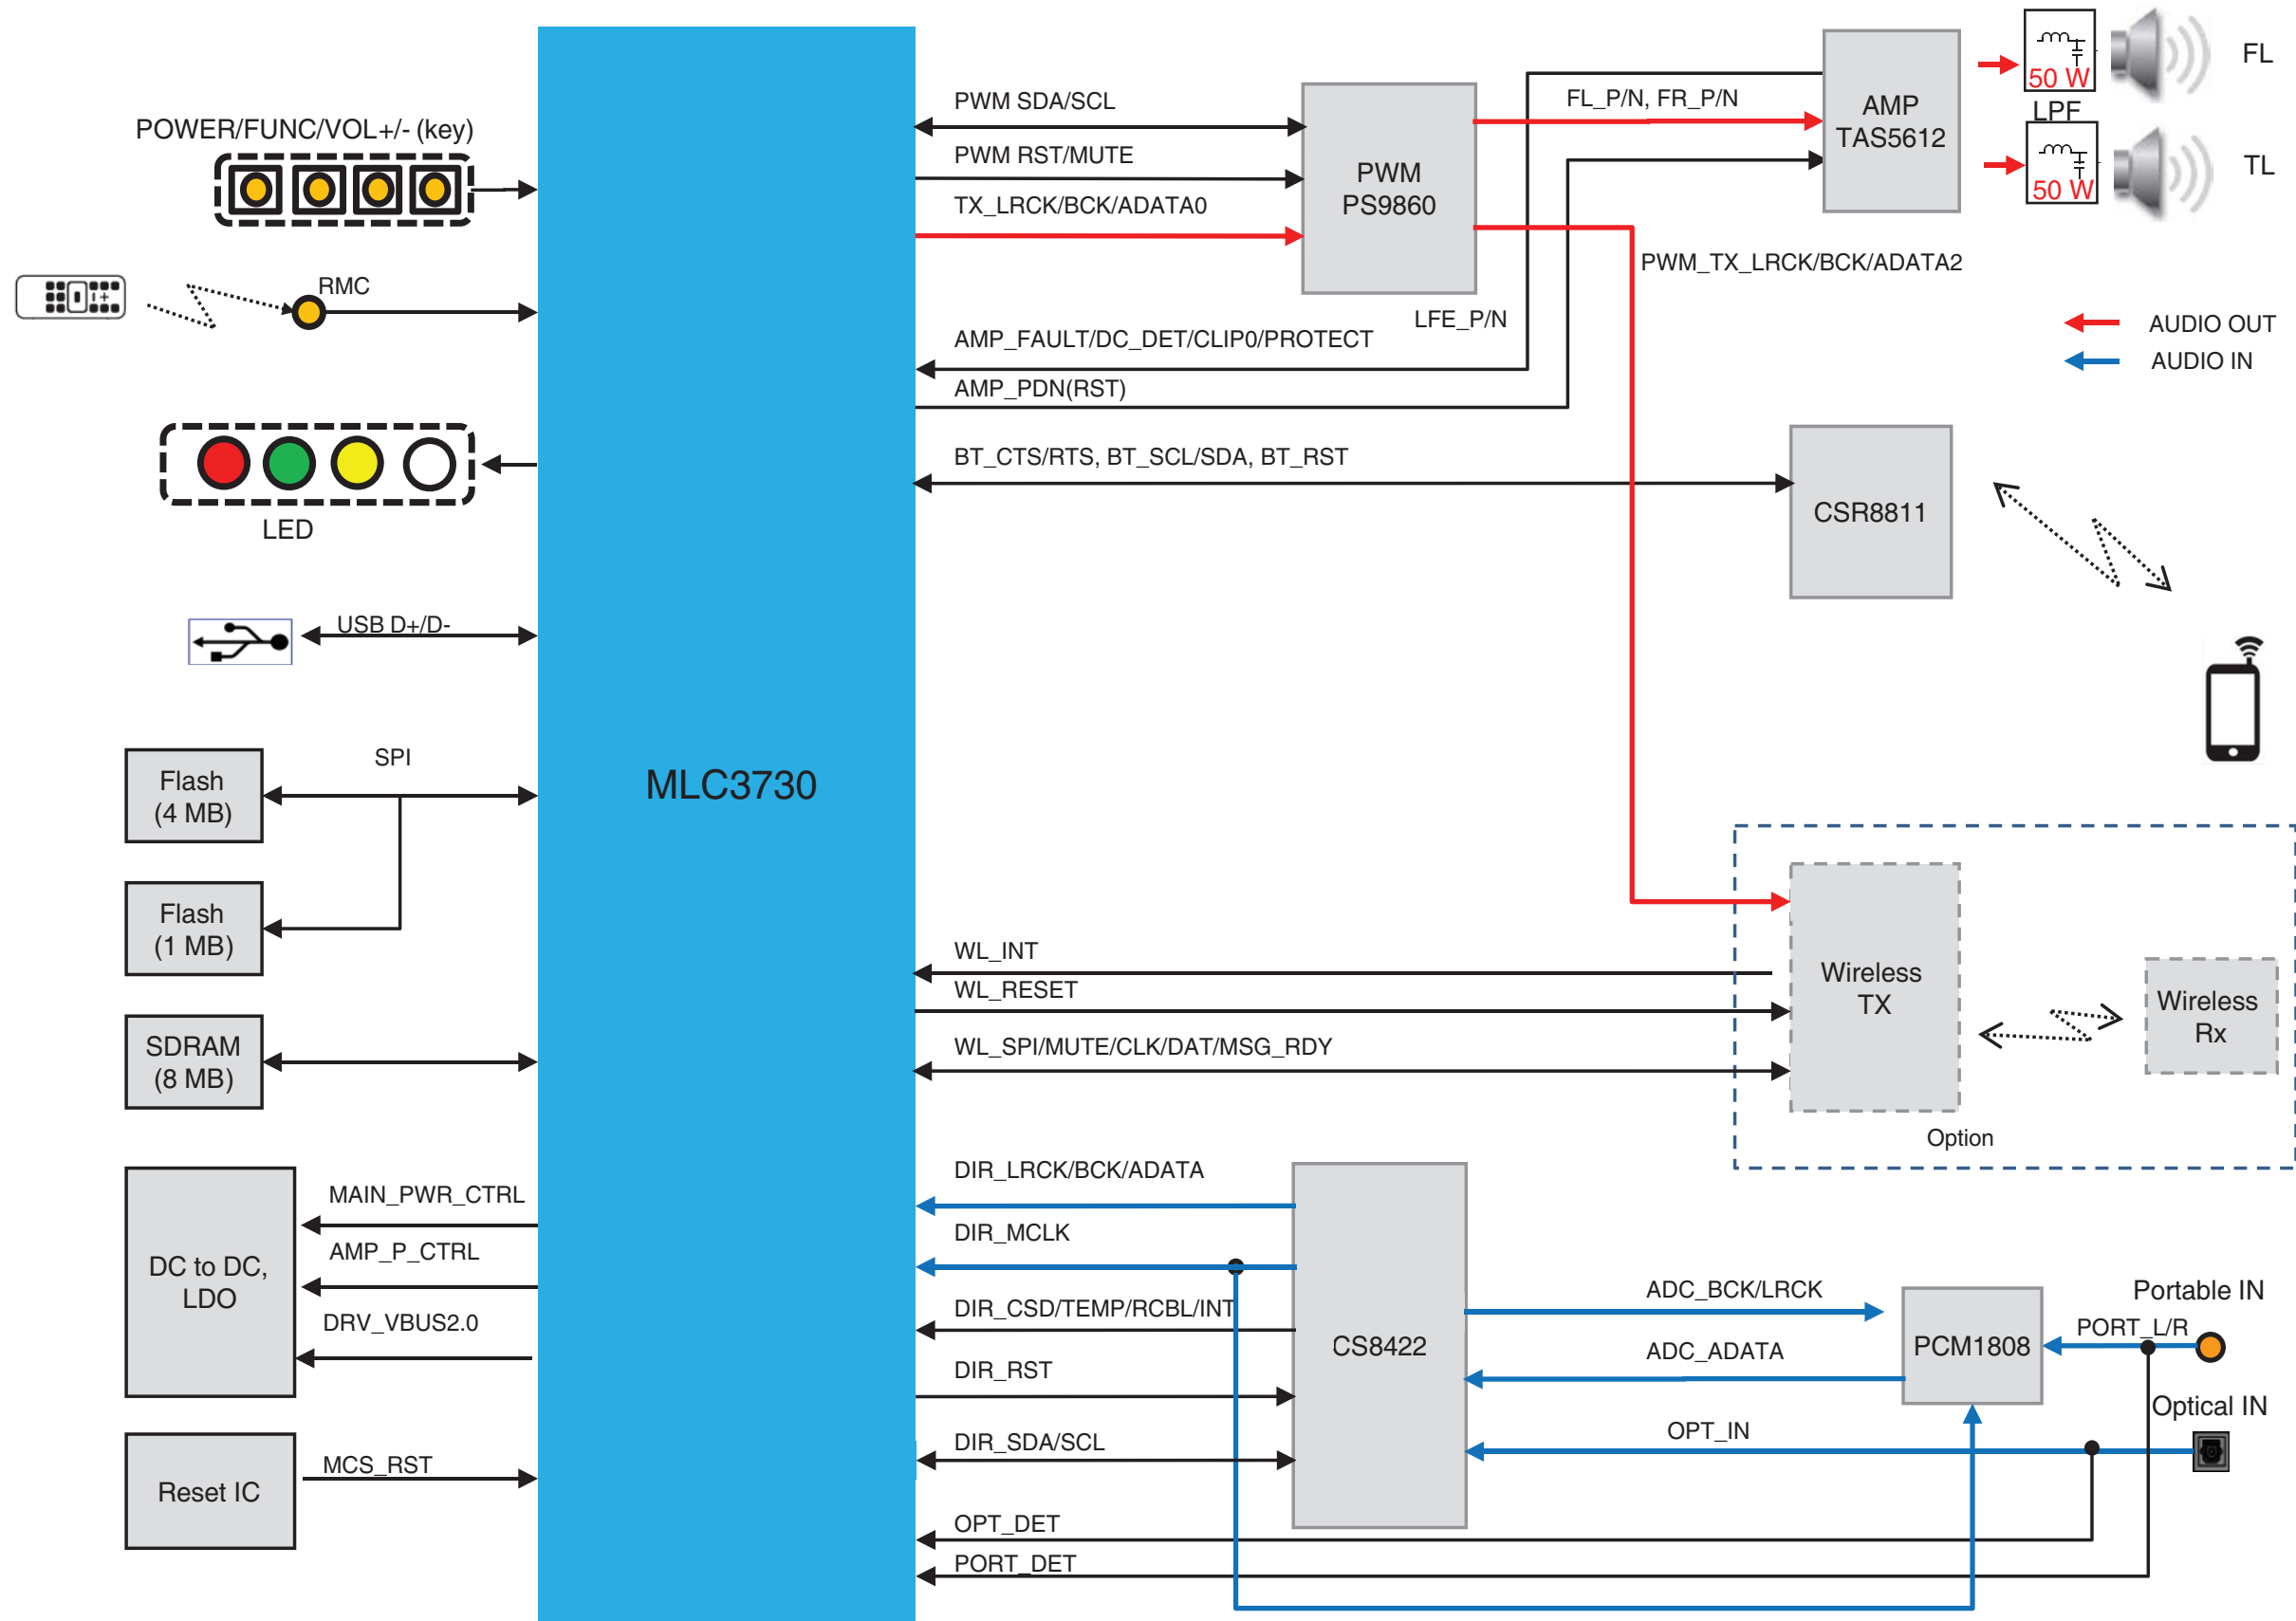 POWER/FUNC/VOL+/- (key)
RMC
LED
USB D+/D-
SPI
Flash
(4 MB)
Flash
(1 MB)
SDRAM
(8 MB)
DC to DC,
LDO
MAIN_PWR_CTRL
AMP_P_CTRL
DRV_VBUS2.0
Reset IC
MCS_RST
MLC3730
PWM SDA/SCL
PWM RST/MUTE
TX_LRCK/BCK/ADATA0
PWM
PS9860
FL_P/N, FR_P/N
AMP
TAS5612
50 W
LPF
50 W
FL
TL
PWM_TX_LRCK/BCK/ADATA2
LFE_P/N
AUDIO OUT
AUDIO IN
AMP_FAULT/DC_DET/CLIP0/PROTECT
AMP_PDN(RST)
BT_CTS/RTS, BT_SCL/SDA, BT_RST
CSR8811
WL_INT
WL_RESET
WL_SPI/MUTE/CLK/DAT/MSG_RDY
Wireless
TX
Wireless
Rx
Option
DIR_LRCK/BCK/ADATA
DIR_MCLK
DIR_CSD/TEMP/RCBL/INT
DIR_RST
DIR_SDA/SCL
OPT_DET
PORT_DET
CS8422
ADC_BCK/LRCK
ADC_ADATA
OPT_IN
PCM1808
Portable IN
PORT_L/R
Optical IN